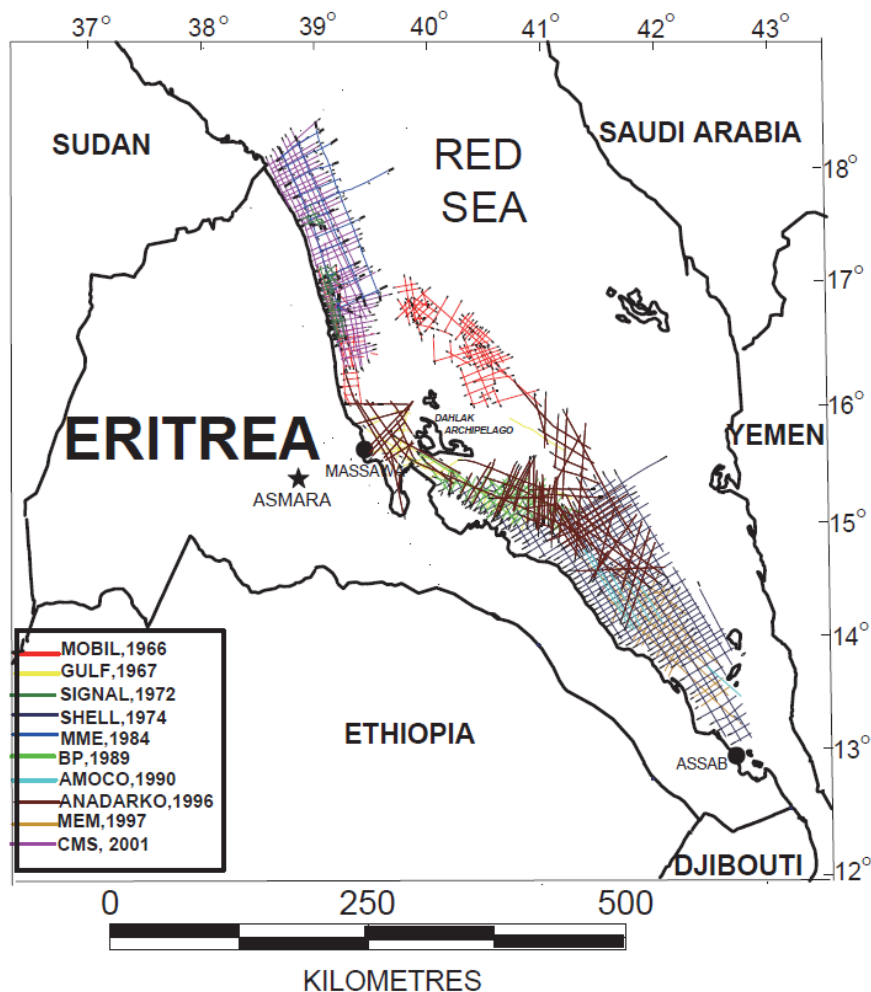 37° 38° 39° 40° 41° 42° 43°
SUDAN
SAUDI ARABIA
RED
SEA
18°
17°
16°
DAHLAK
ARCHIPELAGO
ERITREA
YEMEN
MASSAWA
ASMARA
15°
14°
MOBIL,1966
GULF,1967
SIGNAL,1972
SHELL,1974
MME,1984
BP,1989
AMOCO,1990
ANADARKO,1996
MEM,1997
CMS, 2001
ETHIOPIA
13°
ASSAB
DJIBOUTI
12°
0 250 500
KILOMETRES